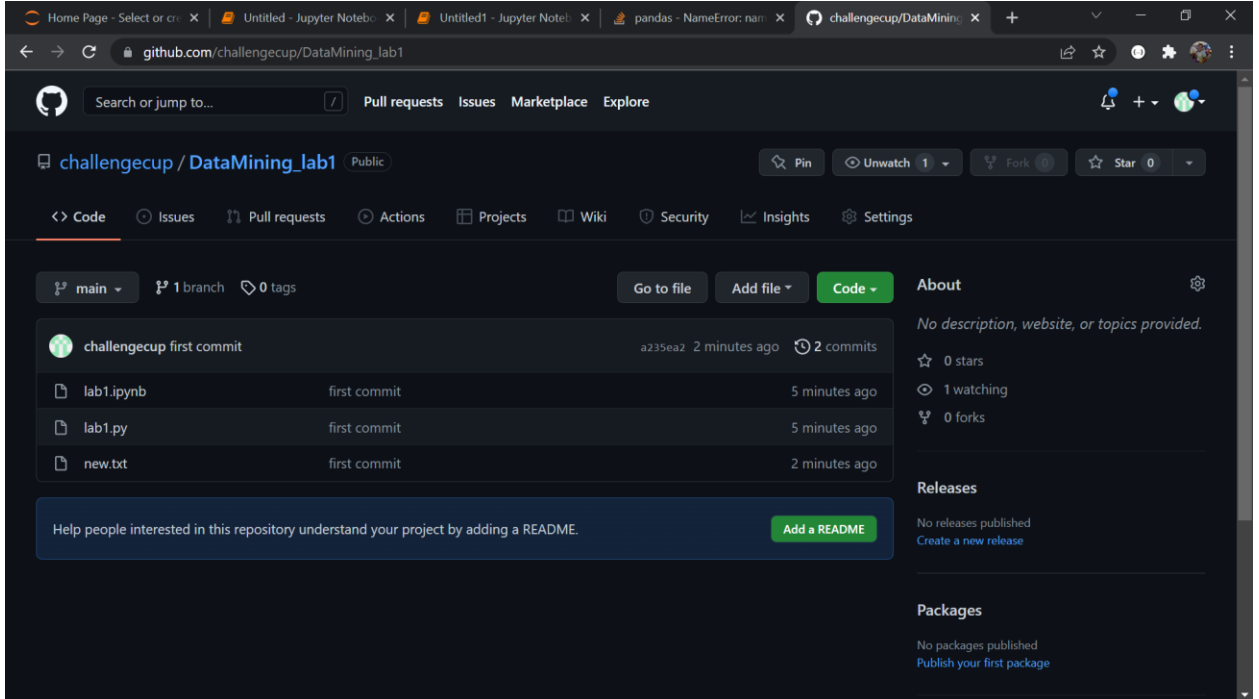 Home Page - Select or cre
Untitled - Jupyter Notebo
Untitled1 - Jupyter Noteb
pandas - NameError: nam
challengecup/DataMining_
github.com/challengecup/DataMining_lab1
Search or jump to... /
Pull requests Issues Marketplace Explore
challengecup / DataMining_lab1 Public
Pin Unwatch 1 Fork 0 Star 0
<> Code Issues Pull requests Actions Projects Wiki Security Insights Settings
main 1 branch 0 tags Go to file Add file Code
challengecup first commit a235ea2 2 minutes ago 2 commits
lab1.ipynb first commit 5 minutes ago
lab1.py first commit 5 minutes ago
new.txt first commit 2 minutes ago
Help people interested in this repository understand your project by adding a README. Add a README
About
No description, website, or topics provided.
0 stars
1 watching
0 forks
Releases
No releases published
Create a new release
Packages
No packages published
Publish your first package